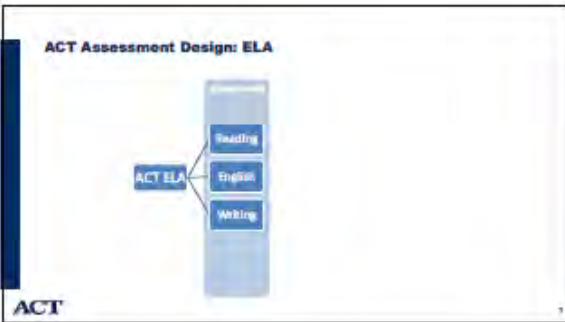 ACT Assessment Design: ELA
Reading
ACT ELA
English
Writing
ACT